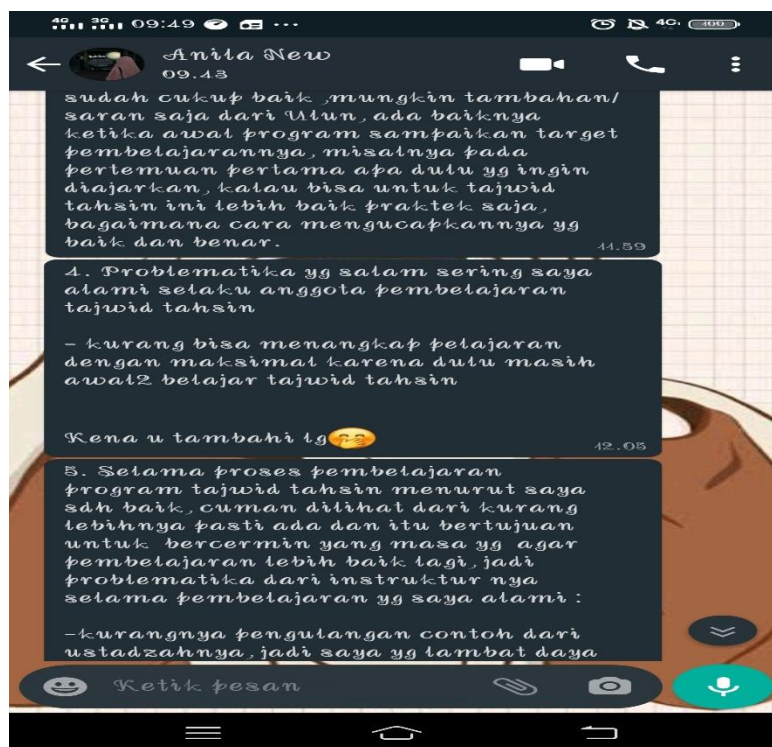 4G 3G 09:49 ...
4G 100
Anita New
09.43
sudah cukup baik ,mungkin tambahan/
saran saja dari Ulun, ada baiknya
ketika awal program sampaikan target
pembelajarannya, misalnya pada
pertemuan pertama apa dulu yg ingin
diajarkan, kalau bisa untuk tajwid
tahsin ini lebih baik praktek saja,
bagaimana cara mengucapkannya yg
baik dan benar.
11.59
4. Problematika yg salam sering saya
alami selaku anggota pembelajaran
tajwid tahsin
- kurang bisa menangkap pelajaran
dengan maksimal karena dulu masih
awal2 belajar tajwid tahsin
Kena u tambahi lg🤭
12.05
5. Selama proses pembelajaran
program tajwid tahsin menurut saya
sdh baik, cuman dilihat dari kurang
lebihnya pasti ada dan itu bertujuan
untuk bercermin yang masa yg agar
pembelajaran lebih baik lagi, jadi
problematika dari instruktur nya
selama pembelajaran yg saya alami :
-kurangnya pengulangan contoh dari
ustadzahnya, jadi saya yg lambat daya
Ketik pesan